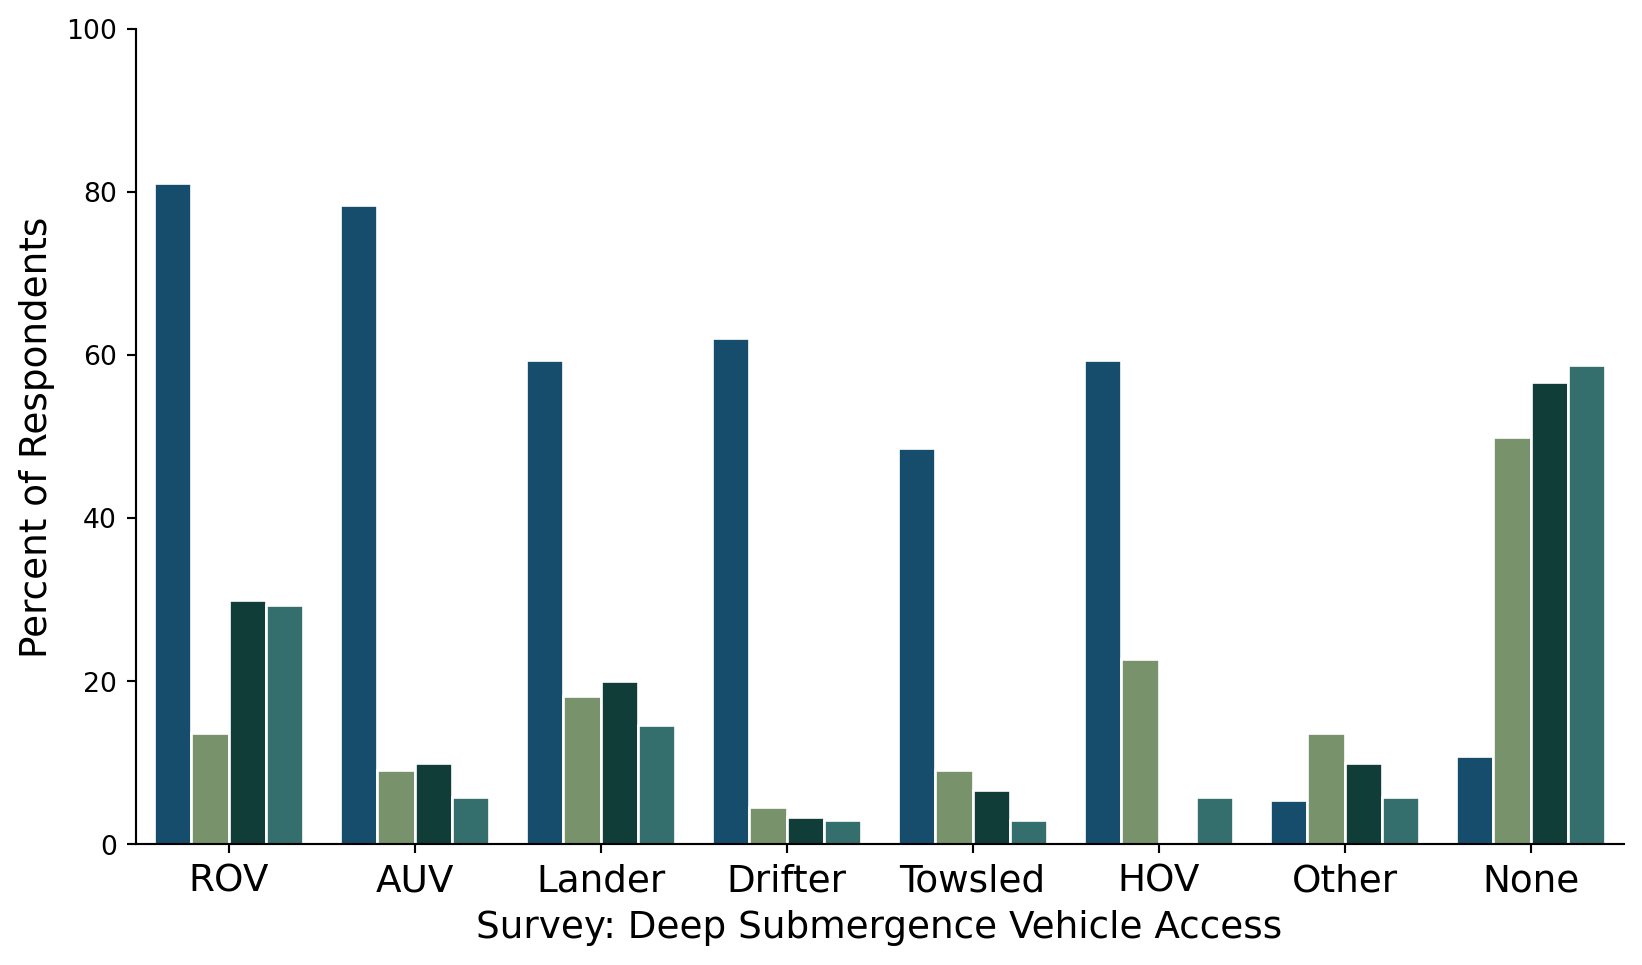 100
80
60
40
20
0
Percent of Respondents
ROV
AUV
Lander
Drifter
Towsled
HOV
Other
None
Survey: Deep Submergence Vehicle Access